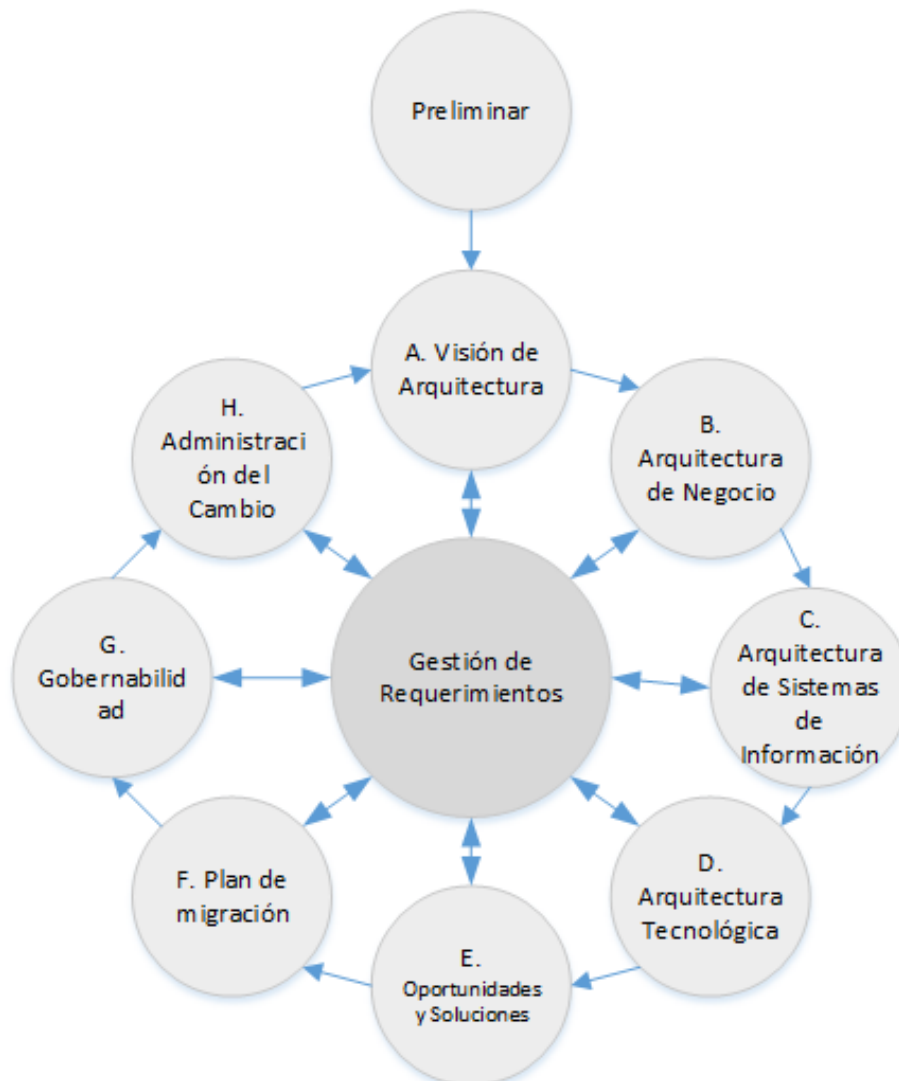 Preliminar
A. Visión de
Arquitectura
B.
Arquitectura
de Negocio
C.
Arquitectura
de Sistemas
de
Información
D.
Arquitectura
Tecnológica
E.
Oportunidades
y Soluciones
F. Plan de
migración
G.
Gobernabilid
ad
H.
Administraci
ón del
Cambio
Gestión de
Requerimientos